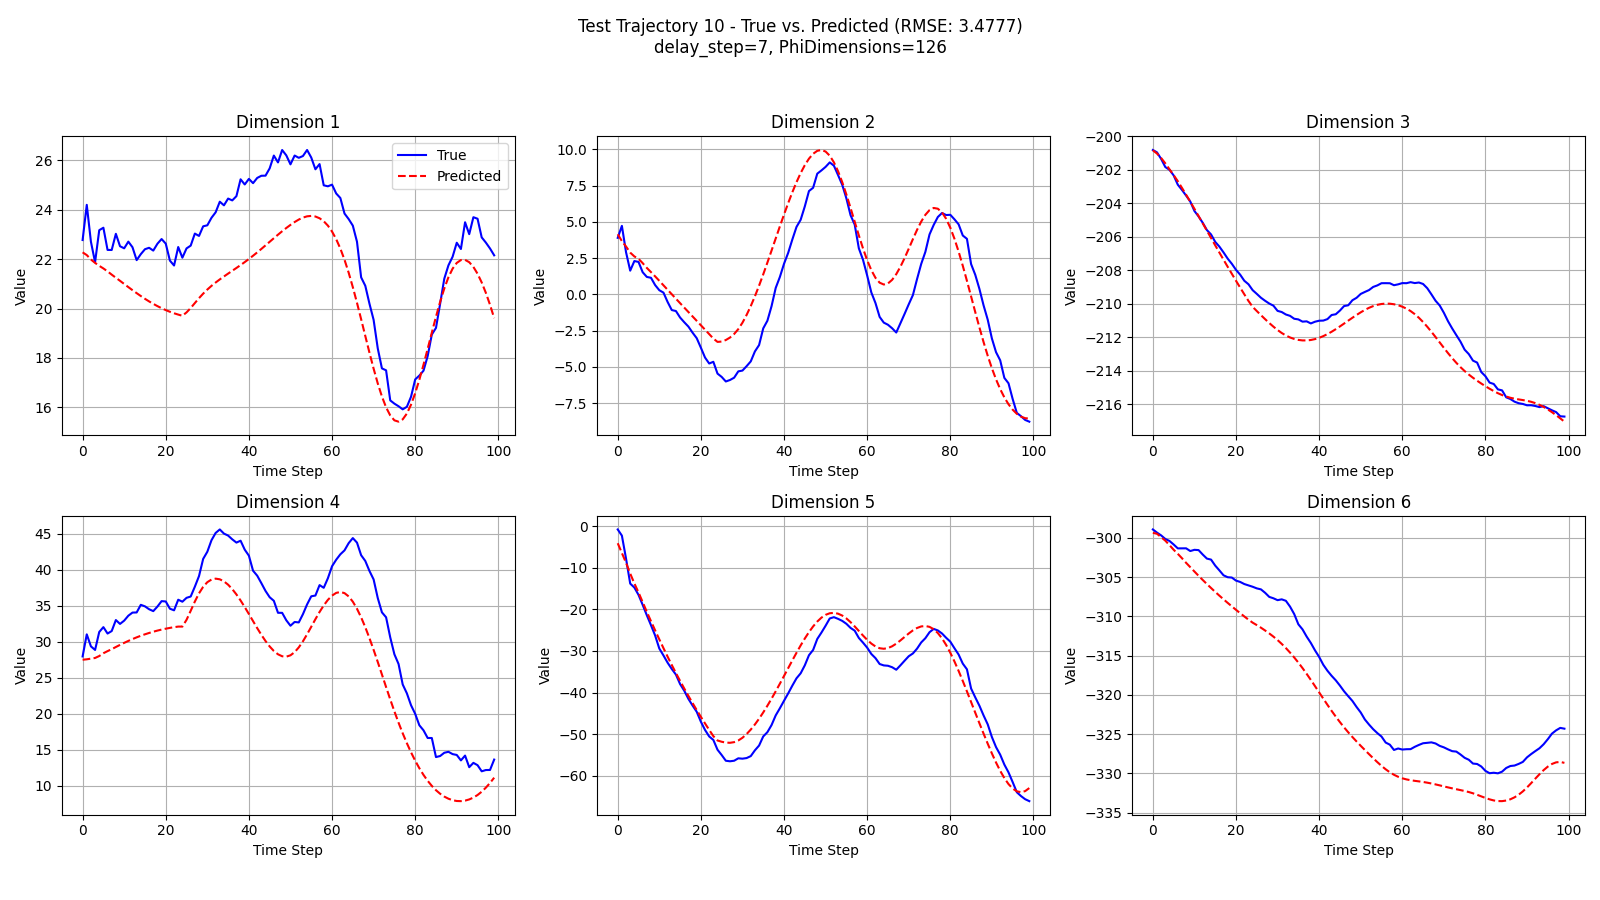 Test Trajectory 10 - True vs. Predicted (RMSE: 3.4777)
delay_step=7, PhiDimensions=126
Dimension 1
26
24
22
20
18
16
Value
0 20 40 60 80 100
Time Step
True
Predicted
Dimension 2
10.0
7.5
5.0
2.5
0.0
−2.5
−5.0
−7.5
Value
0 20 40 60 80 100
Time Step
Dimension 3
−200
−202
−204
−206
−208
−210
−212
−214
−216
Value
0 20 40 60 80 100
Time Step
Dimension 4
45
40
35
30
25
20
15
10
Value
0 20 40 60 80 100
Time Step
Dimension 5
0
−10
−20
−30
−40
−50
−60
Value
0 20 40 60 80 100
Time Step
Dimension 6
−300
−305
−310
−315
−320
−325
−330
−335
Value
0 20 40 60 80 100
Time Step